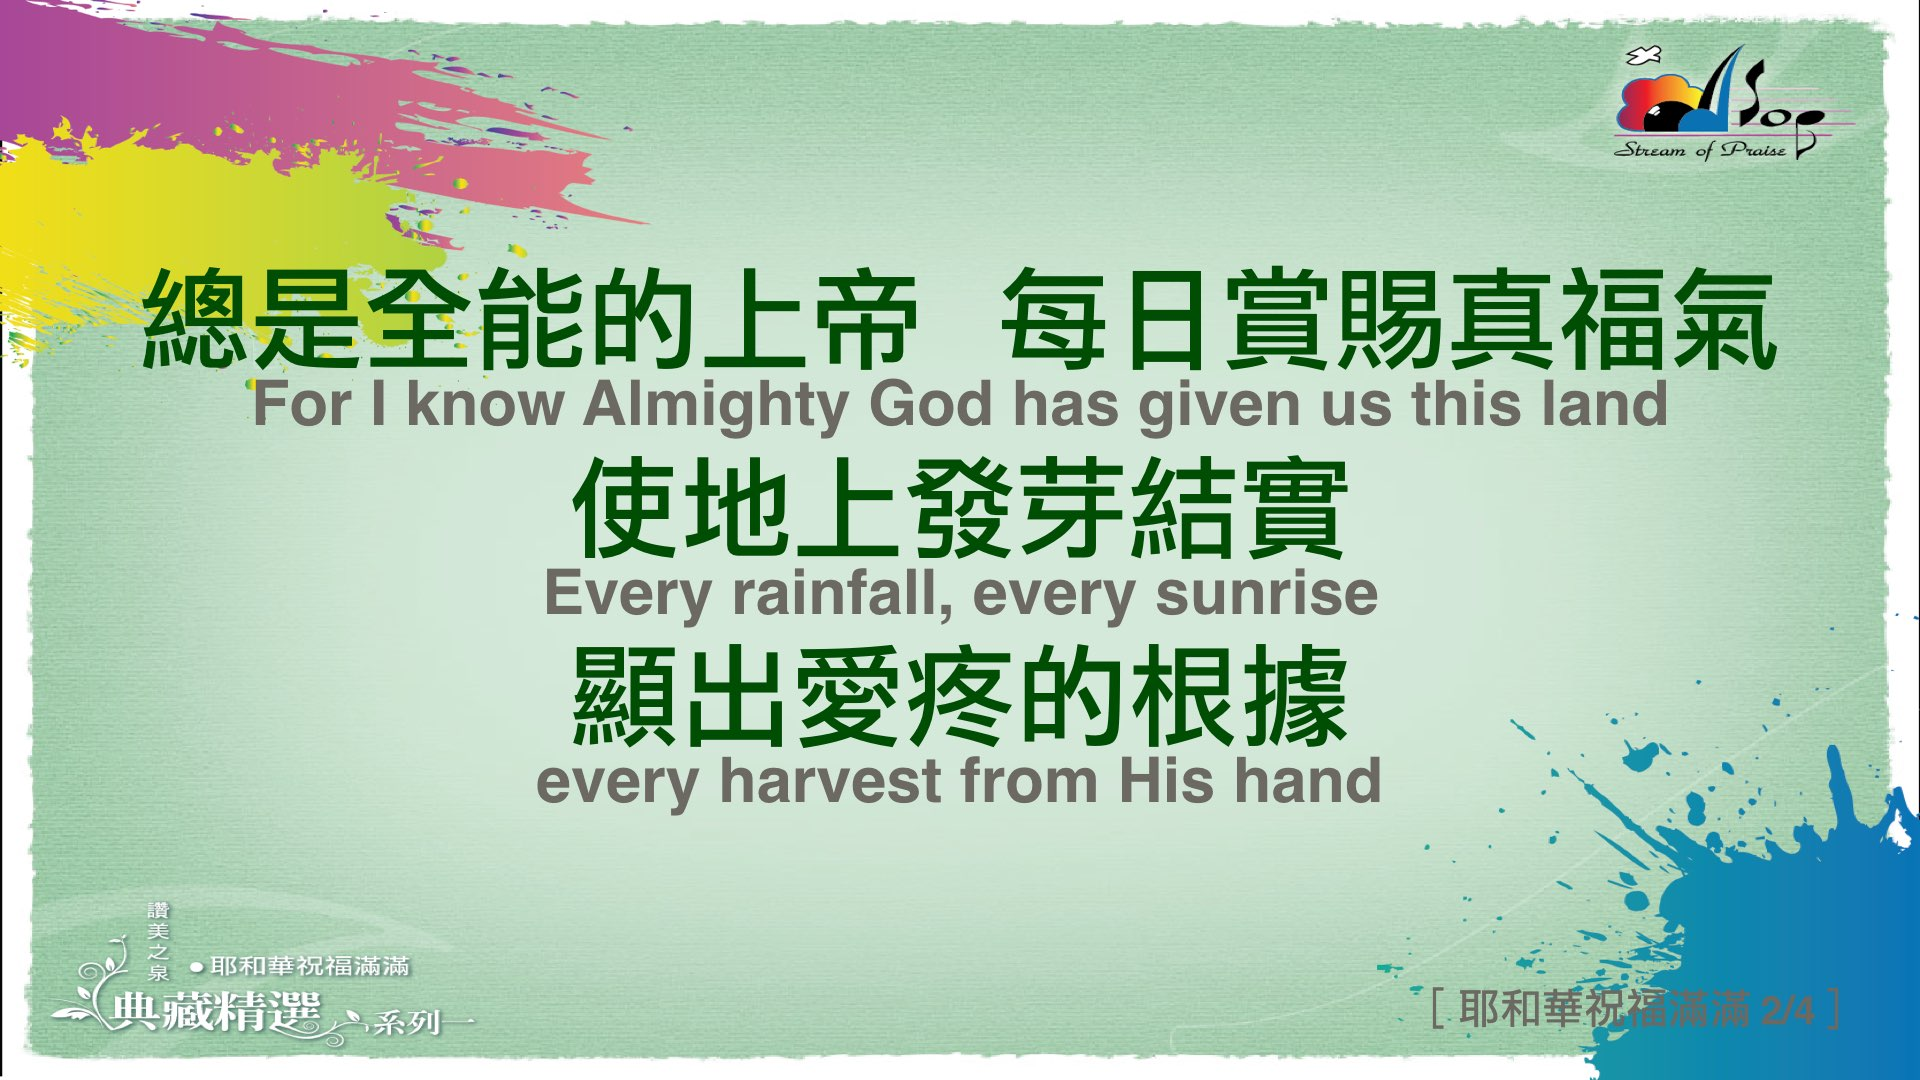 Sop
Stream of Praise
總是全能的上帝 每日賞賜真福氣
For I know Almighty God has given us this land
使地上發芽結實
Every rainfall, every sunrise
顯出愛疼的根據
every harvest from His hand
讚美之泉
●耶和華祝福滿滿
典藏精選系列一
[ 耶和華祝福滿滿 2/4 ]